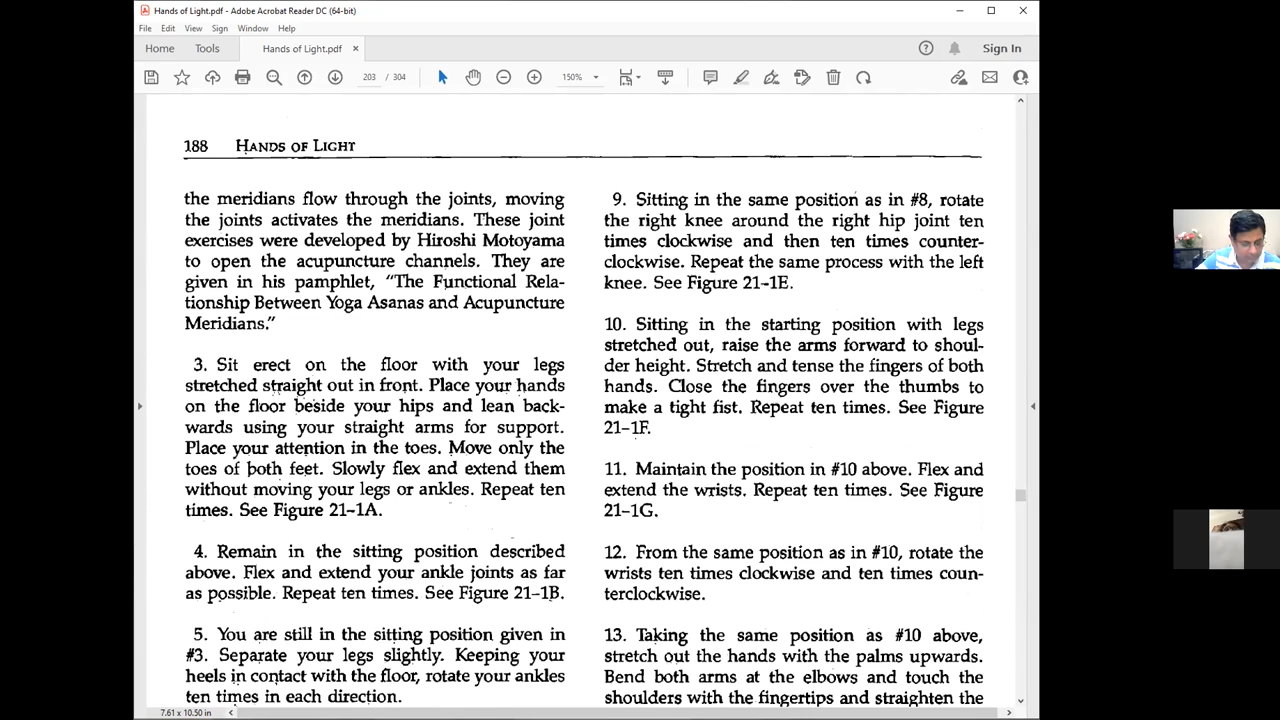 Hands of Light.pdf - Adobe Acrobat Reader DC (64-bit)
File Edit View Sign Window Help
Home Tools Hands of Light.pdf × Sign In
203 / 304 150%
188 HANDS OF LIGHT
the meridians flow through the joints, moving
the joints activates the meridians. These joint
exercises were developed by Hiroshi Motoyama
to open the acupuncture channels. They are
given in his pamphlet, “The Functional Rela-
tionship Between Yoga Asanas and Acupuncture
Meridians.”
3. Sit erect on the floor with your legs
stretched straight out in front. Place your hands
on the floor beside your hips and lean back-
wards using your straight arms for support.
Place your attention in the toes. Move only the
toes of both feet. Slowly flex and extend them
without moving your legs or ankles. Repeat ten
times. See Figure 21-1A.
4. Remain in the sitting position described
above. Flex and extend your ankle joints as far
as possible. Repeat ten times. See Figure 21-1B.
5. You are still in the sitting position given in
#3. Separate your legs slightly. Keeping your
heels in contact with the floor, rotate your ankles
ten times in each direction.
9. Sitting in the same position as in #8, rotate
the right knee around the right hip joint ten
times clockwise and then ten times counter-
clockwise. Repeat the same process with the left
knee. See Figure 21-1E.
10. Sitting in the starting position with legs
stretched out, raise the arms forward to shoul-
der height. Stretch and tense the fingers of both
hands. Close the fingers over the thumbs to
make a tight fist. Repeat ten times. See Figure
21-1F.
11. Maintain the position in #10 above. Flex and
extend the wrists. Repeat ten times. See Figure
21-1G.
12. From the same position as in #10, rotate the
wrists ten times clockwise and ten times coun-
terclockwise.
13. Taking the same position as #10 above,
stretch out the hands with the palms upwards.
Bend both arms at the elbows and touch the
shoulders with the fingertips and straighten the
7.61 x 10.50 in